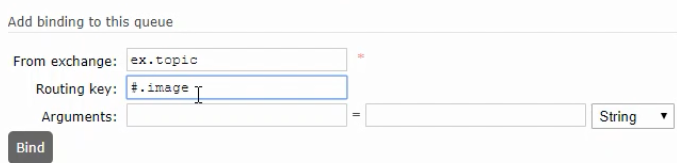 Add binding to this queue
From exchange: ex.topic *
Routing key: #.image
Arguments: = String ▼
Bind